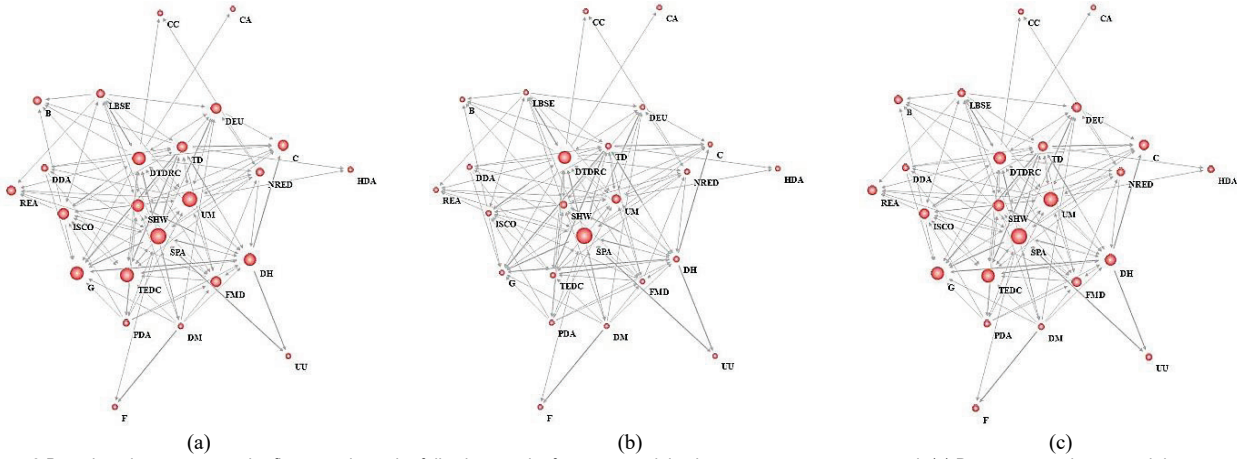 CC
CA
B
LBSE
DEU
TD
C
DTDRC
DDA
NRED
HDA
REA
SHW
UM
ISCO
SPA
DH
G
TEDC
FMD
PDA
DM
UU
F
(a)
CC
CA
B
LBSE
DEU
TD
C
DTDRC
DDA
NRED
HDA
REA
SHW
UM
ISCO
SPA
DH
G
TEDC
FMD
PDA
DM
UU
F
(b)
CC
CA
B
LBSE
DEU
TD
C
DTDRC
DDA
NRED
HDA
REA
SHW
UM
ISCO
SPA
DH
G
TEDC
FMD
PDA
DM
UU
F
(c)